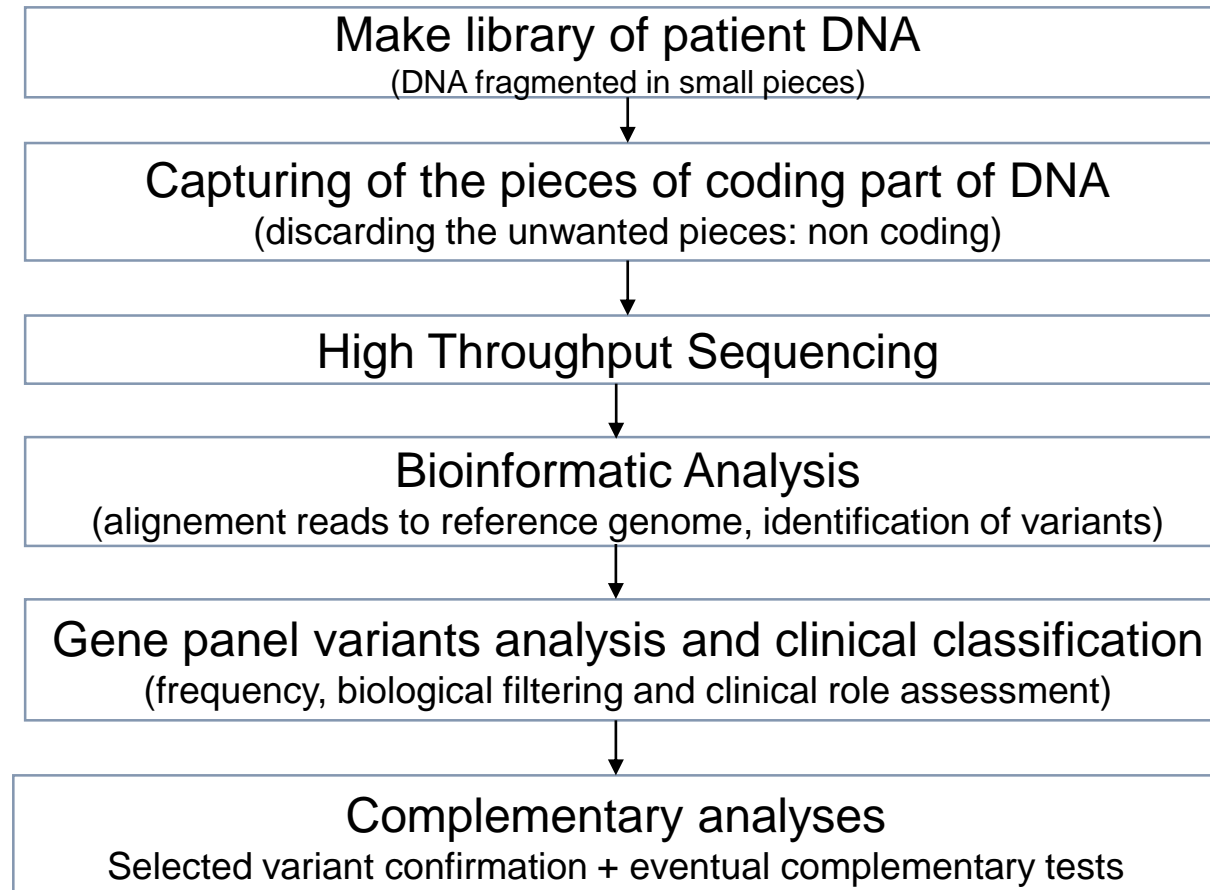 Make library of patient DNA
(DNA fragmented in small pieces)
Capturing of the pieces of coding part of DNA
(discarding the unwanted pieces: non coding)
High Throughput Sequencing
Bioinformatic Analysis
(alignement reads to reference genome, identification of variants)
Gene panel variants analysis and clinical classification
(frequency, biological filtering and clinical role assessment)
Complementary analyses
Selected variant confirmation + eventual complementary tests